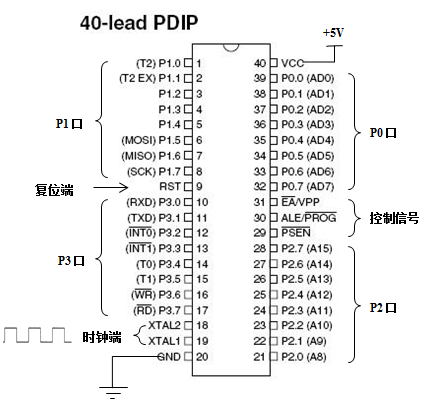 40-lead PDIP
+5V
(T2) P1.0 1 40 VCC
(T2 EX) P1.1 2 39 P0.0 (AD0)
P1.2 3 38 P0.1 (AD1)
P1.3 4 37 P0.2 (AD2)
P1口
P1.4 5 36 P0.3 (AD3)
P0口
(MOSI) P1.5 6 35 P0.4 (AD4)
(MISO) P1.6 7 34 P0.5 (AD5)
(SCK) P1.7 8 33 P0.6 (AD6)
复位端
RST 9 32 P0.7 (AD7)
(RXD) P3.0 10 31 EA/VPP
(TXD) P3.1 11 30 ALE/PROG
控制信号
(INT0) P3.2 12 29 PSEN
(INT1) P3.3 13 28 P2.7 (A15)
P3口
(T0) P3.4 14 27 P2.6 (A14)
(T1) P3.5 15 26 P2.5 (A13)
(WR) P3.6 16 25 P2.4 (A12)
P2口
(RD) P3.7 17 24 P2.3 (A11)
时钟端
XTAL2 18 23 P2.2 (A10)
XTAL1 19 22 P2.1 (A9)
GND 20 21 P2.0 (A8)